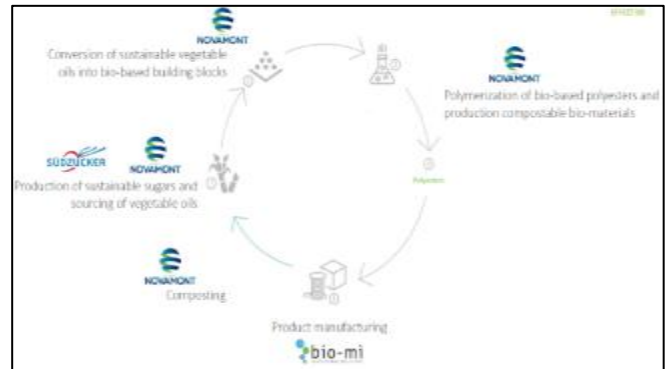 NOVAMONT
Conversion of sustainable vegetable
oils into bio-based building blocks
NOVAMONT
Polymerization of bio-based polyesters and
production compostable bio-materials
SÜDZUCKER
NOVAMONT
Production of sustainable sugars and
sourcing of vegetable oils
NOVAMONT
Composting
Product manufacturing
bio-mi